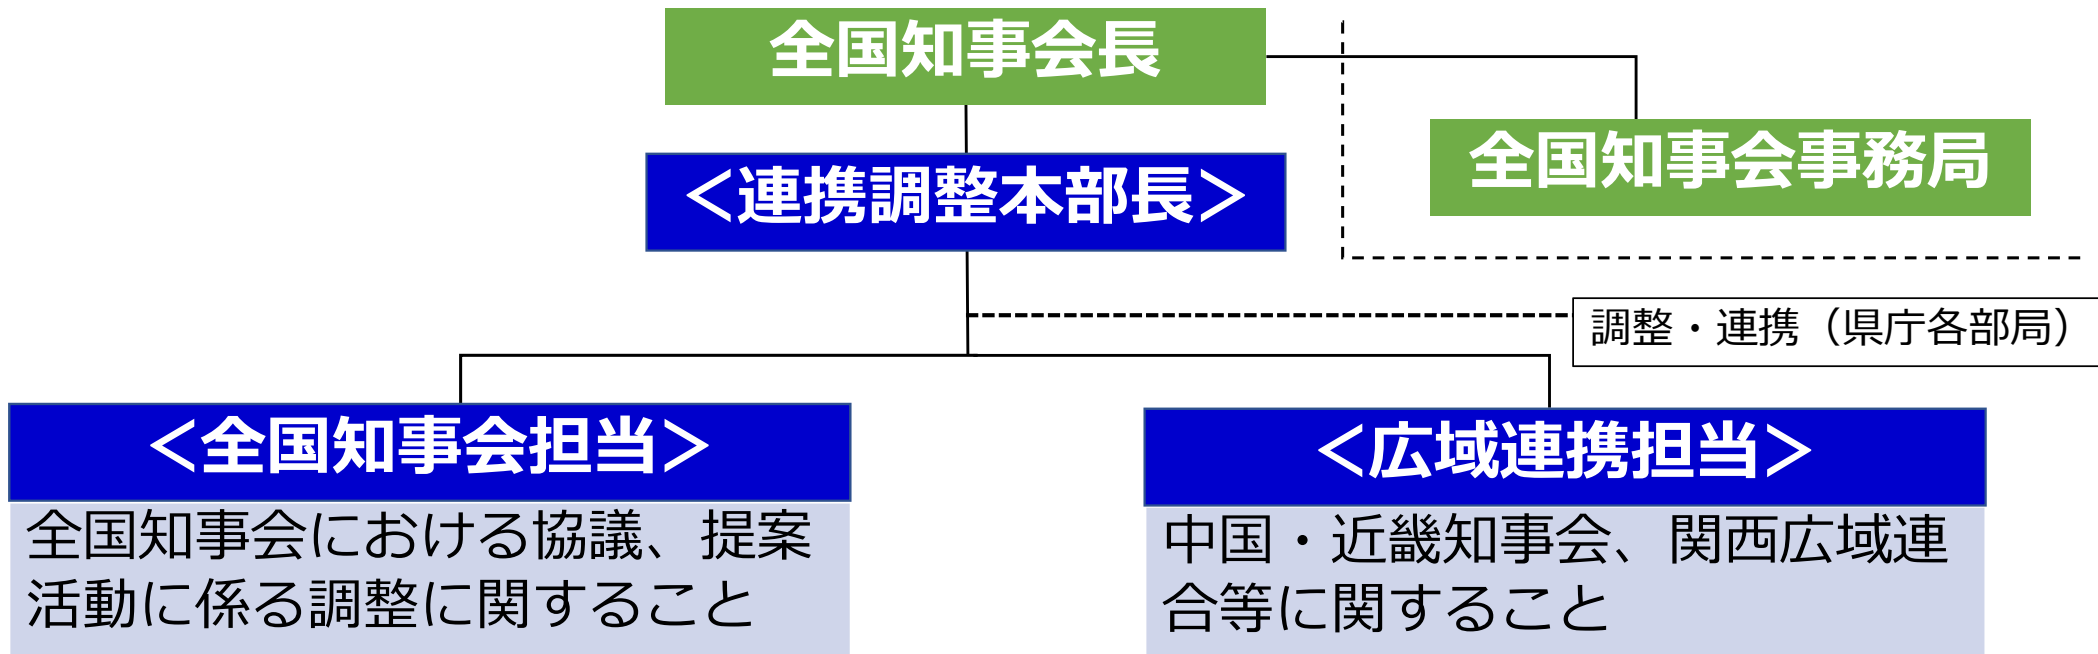 全国知事会長
全国知事会事務局
＜連携調整本部長＞
調整・連携（県庁各部局）
＜全国知事会担当＞
全国知事会における協議、提案
活動に係る調整に関すること
＜広域連携担当＞
中国・近畿知事会、関西広域連
合等に関すること